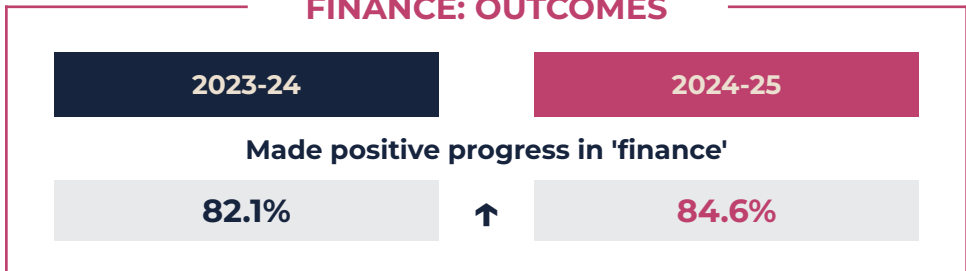 FINANCE: OUTCOMES
2023-24 2024-25
Made positive progress in 'finance'
82.1% ↑ 84.6%